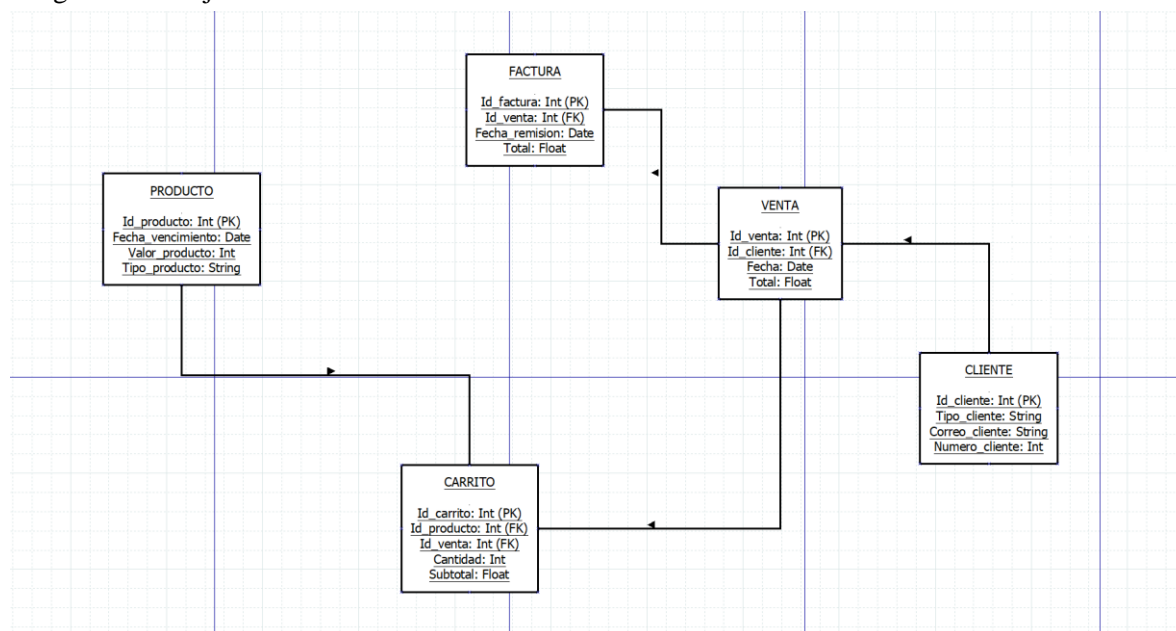 FACTURA
Id_factura: Int (PK)
Id_venta: Int (FK)
Fecha_remision: Date
Total: Float
PRODUCTO
Id_producto: Int (PK)
Fecha_vencimiento: Date
Valor_producto: Int
Tipo_producto: String
VENTA
Id_venta: Int (PK)
Id_cliente: Int (FK)
Fecha: Date
Total: Float
CLIENTE
Id_cliente: Int (PK)
Tipo_cliente: String
Correo_cliente: String
Numero_cliente: Int
CARRITO
Id_carrito: Int (PK)
Id_producto: Int (FK)
Id_venta: Int (FK)
Cantidad: Int
Subtotal: Float